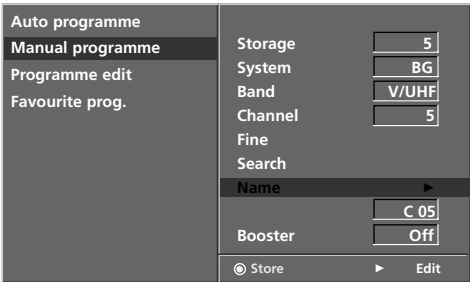 Auto programme
Manual programme
Programme edit
Favourite prog.
Storage 5
System BG
Band V/UHF
Channel 5
Fine
Search
Name ►
C 05
Booster Off
◉ Store ► Edit